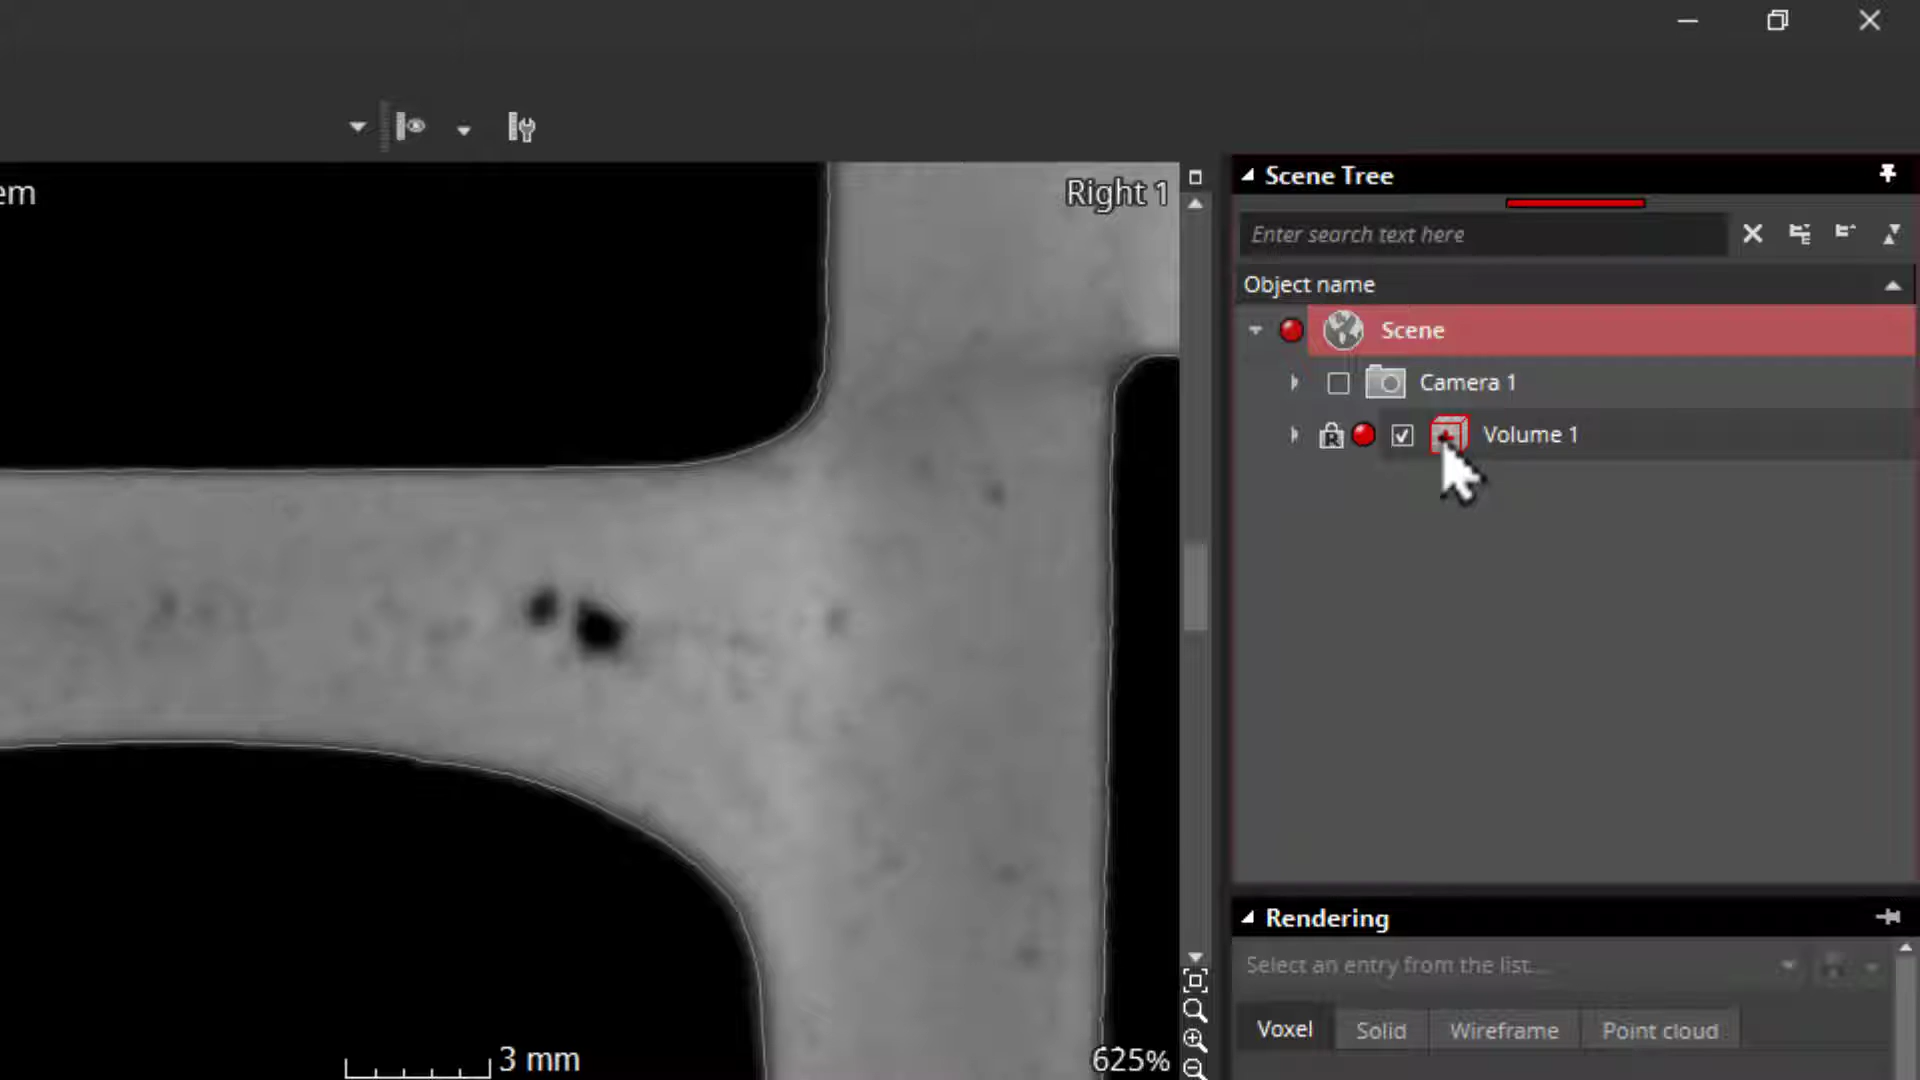 em
Right 1
Scene Tree
Enter search text here
Object name
Scene
Camera 1
R
Volume 1
Rendering
Select an entry from the list...
Voxel Solid Wireframe Point cloud
3 mm
625%